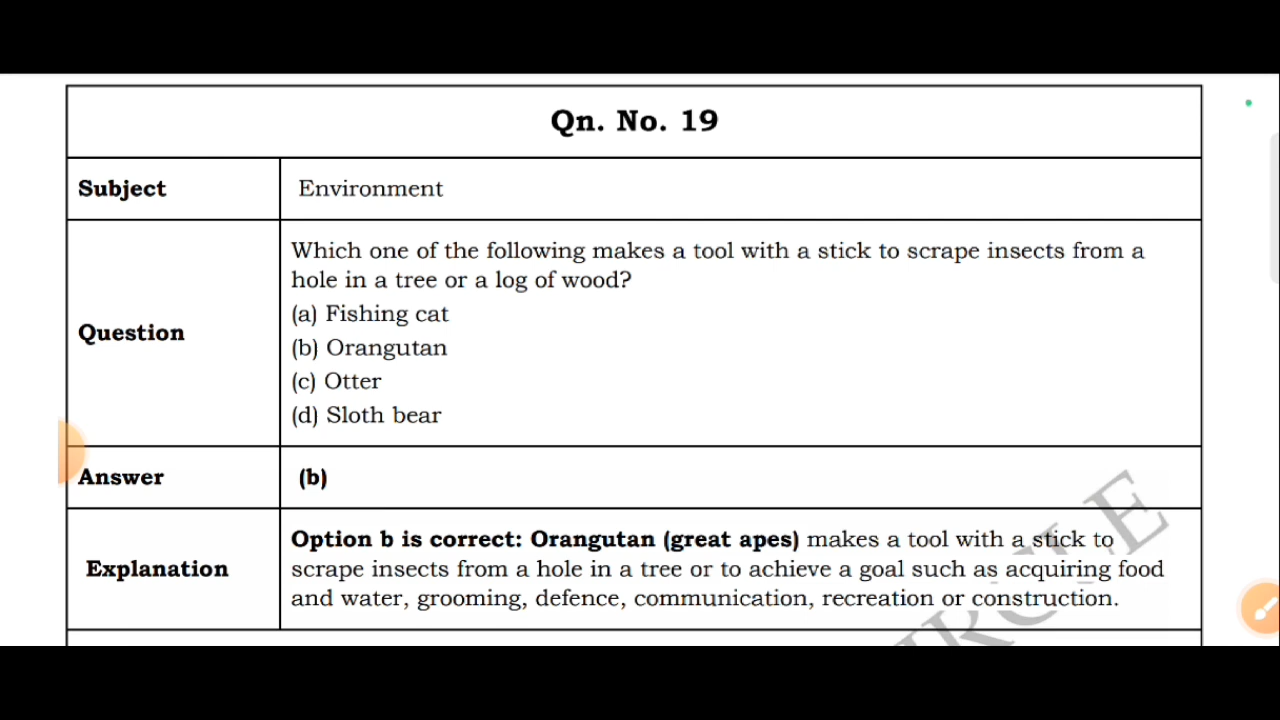 Qn. No. 19
Subject
Environment
Question
Which one of the following makes a tool with a stick to scrape insects from a
hole in a tree or a log of wood?
(a) Fishing cat
(b) Orangutan
(c) Otter
(d) Sloth bear
Answer
(b)
Explanation
Option b is correct: Orangutan (great apes) makes a tool with a stick to
scrape insects from a hole in a tree or to achieve a goal such as acquiring food
and water, grooming, defence, communication, recreation or construction.